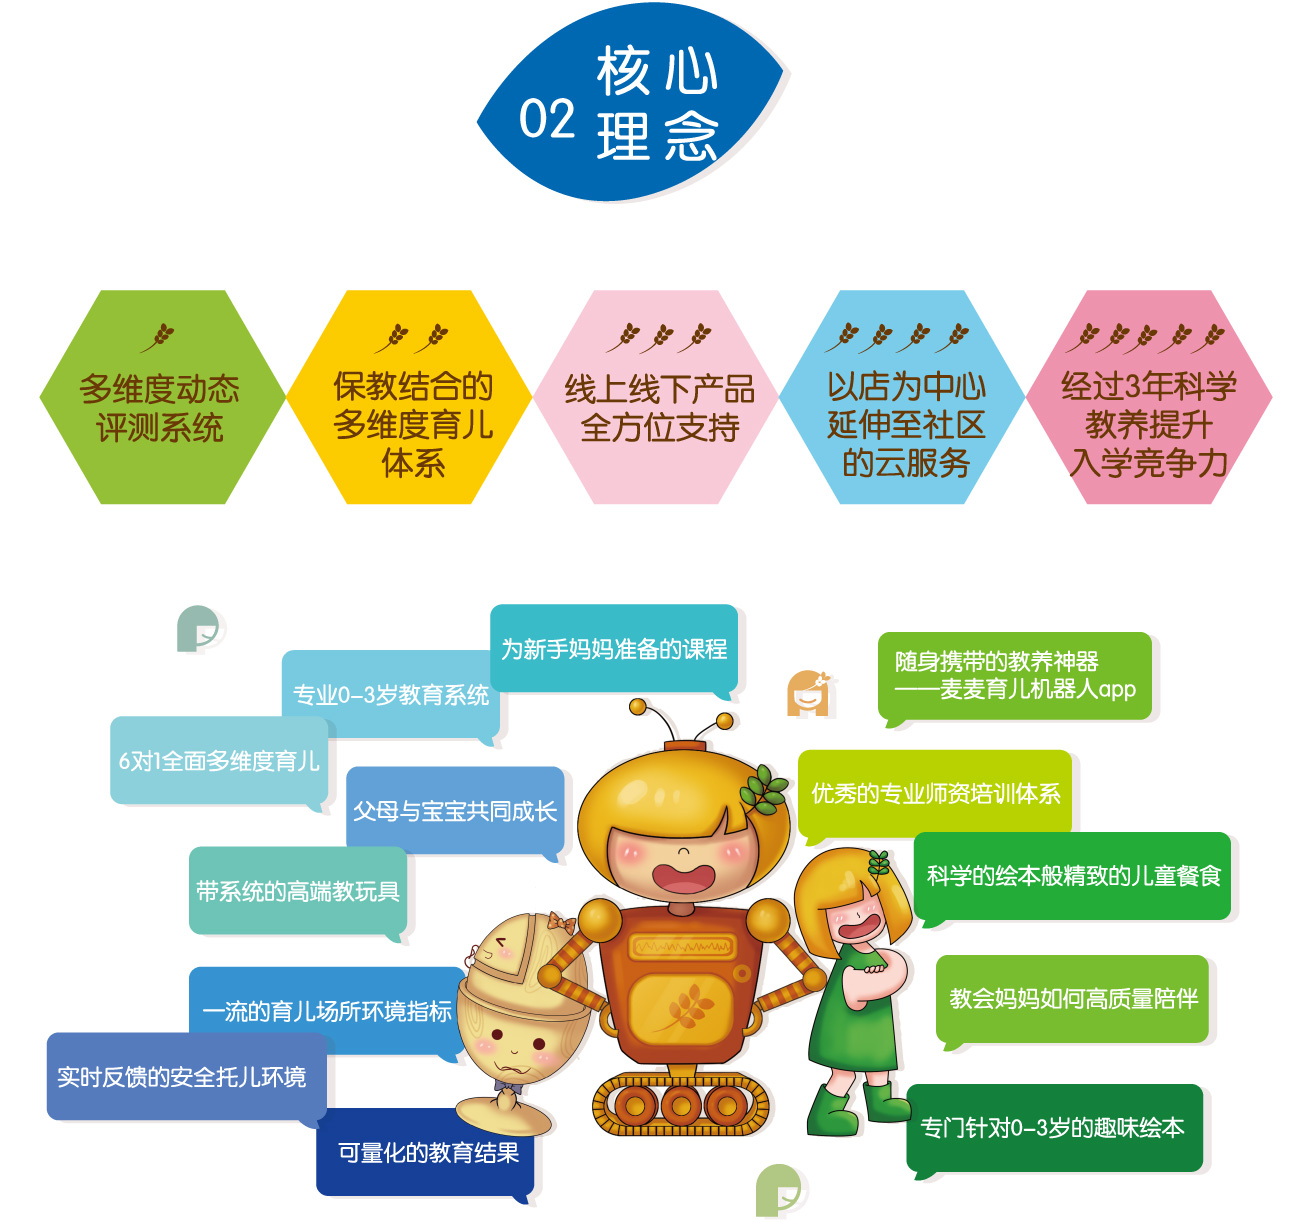 02
核心
理念
多维度动态
评测系统
保教结合的
多维度育儿
体系
线上线下产品
全方位支持
以店为中心
延伸至社区
的云服务
经过3年科学
教养提升
入学竞争力
为新手妈妈准备的课程
专业0-3岁教育系统
6对1全面多维度育儿
父母与宝宝共同成长
带系统的高端教玩具
一流的育儿场所环境指标
实时反馈的安全托儿环境
可量化的教育结果
随身携带的教养神器
——麦麦育儿机器人app
优秀的专业师资培训体系
科学的绘本般精致的儿童餐食
教会妈妈如何高质量陪伴
专门针对0-3岁的趣味绘本